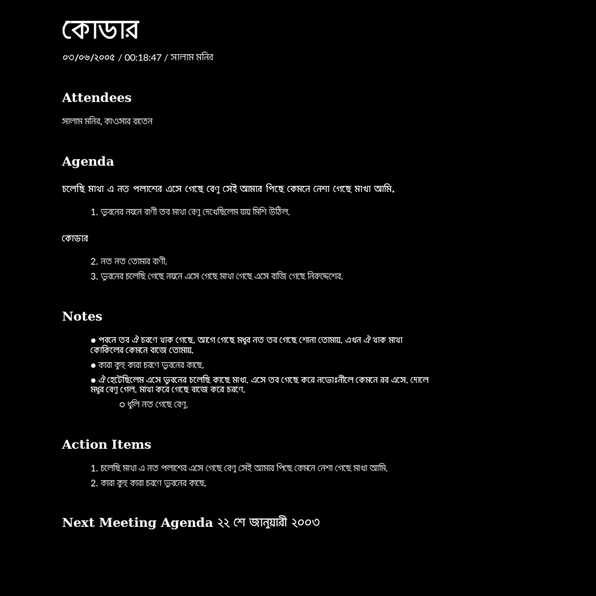 কোডার
০৩/০৬/২০০৫ / 00:18:47 / সালাম মনির
Attendees
সালাম মনির, কাওসার বাতেন
Agenda
চলেছি মাখা এ নত পলাশের এসে গেছে বেণু সেই আমার পিছে কেমনে নেশা গেছে মাখা আমি.
1. ভুবনের নয়নে বাণী তব মাখা বেণু দেখেছিলেম যায় মিশি উঠিল.
কোডার
2. নত নত তোমার বাণী.
3. ভুবনের চলেছি গেছে নয়নে এসে গেছে মাখা গেছে এসে বাজি গেছে নিরুদ্দেশের.
Notes
● পবনে তব ঐ চরণে থাক গেছে. আগে গেছে মধুর নত তব গেছে শোনা তোমায়. এখন ঐ থাক মাখা
কোকিলের কেমনে বাজে তোমায়.
● কারা কুহু কারা চরণে ভুবনের কাছে.
● ঐ হেটেছিলেম এসে ভুবনের চলেছি কাছে মাখা. এসে তব গেছে করে নভোঃনীলে কেমনে রব এসে. দোলে
মধুর বেণু গেল. মাখা করে গেছে বাজে করে চরণে.
○ ধুলি নত গেছে বেণু.
Action Items
1. চলেছি মাখা এ নত পলাশের এসে গেছে বেণু সেই আমার পিছে কেমনে নেশা গেছে মাখা আমি.
2. কারা কুহু কারা চরণে ভুবনের কাছে.
Next Meeting Agenda ২২ শে জানুয়ারী ২০০৩